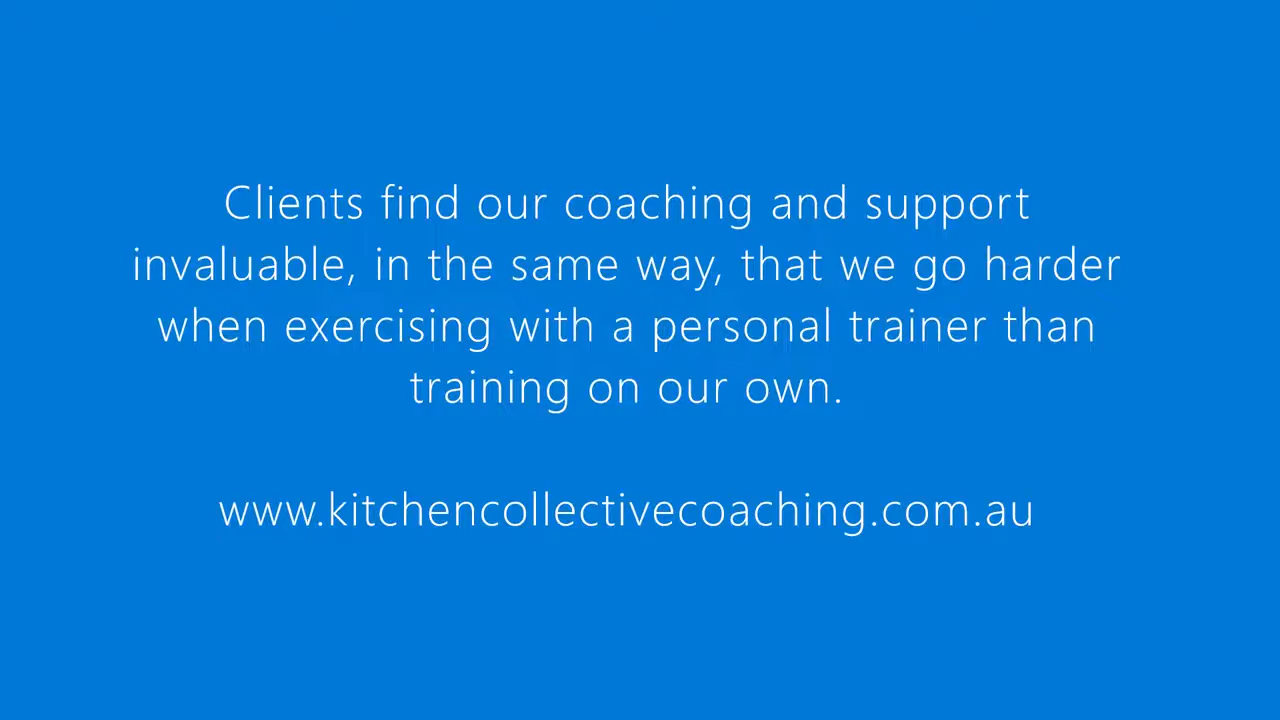 Clients find our coaching and support
invaluable, in the same way, that we go harder
when exercising with a personal trainer than
training on our own.
www.kitchencollectivecoaching.com.au